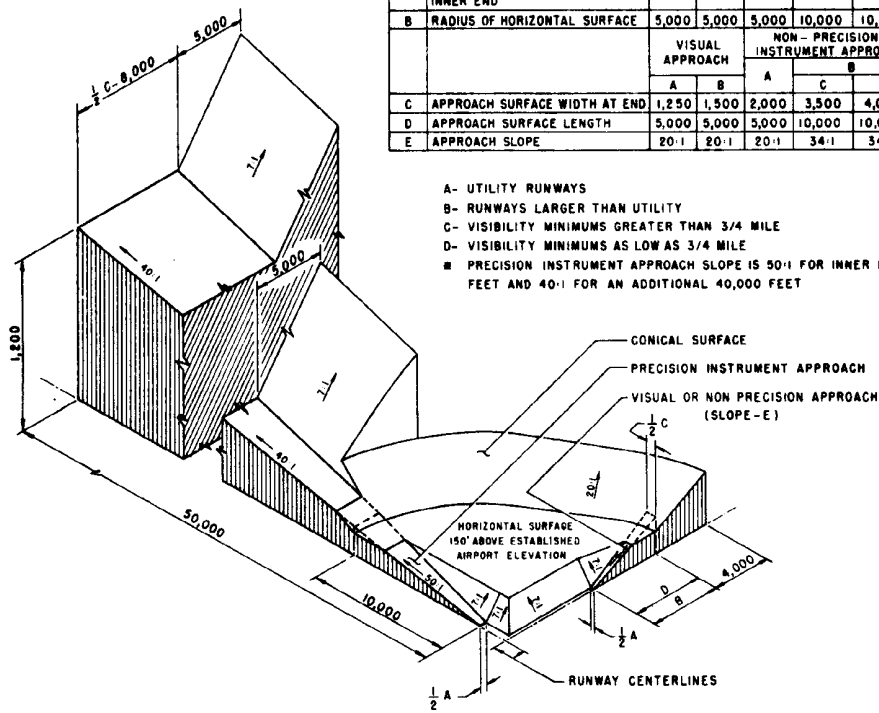 INNER END
B RADIUS OF HORIZONTAL SURFACE 5,000 5,000 5,000 10,000 10,
VISUAL APPROACH NON-PRECISION INSTRUMENT APPRO
A B A B
C
C APPROACH SURFACE WIDTH AT END 1,250 1,500 2,000 3,500 4,0
D APPROACH SURFACE LENGTH 5,000 5,000 5,000 10,000 10,0
E APPROACH SLOPE 20:1 20:1 20:1 34:1 34
A- UTILITY RUNWAYS
B- RUNWAYS LARGER THAN UTILITY
C- VISIBILITY MINIMUMS GREATER THAN 3/4 MILE
D- VISIBILITY MINIMUMS AS LOW AS 3/4 MILE
PRECISION INSTRUMENT APPROACH SLOPE IS 50:1 FOR INNER
FEET AND 40:1 FOR AN ADDITIONAL 40,000 FEET
5,000
1/2 C-8,000
7:1
40:1
5,000
1,200
CONICAL SURFACE
PRECISION INSTRUMENT APPROACH
VISUAL OR NON PRECISION APPROACH
(SLOPE-E)
1/2 C
7:1
40:1
20:1
HORIZONTAL SURFACE
150' ABOVE ESTABLISHED
AIRPORT ELEVATION
50,000
50:1
10,000
7:1
7:1
7:1
7:1
D
B
4,000
1/2 A
RUNWAY CENTERLINES
1/2 A